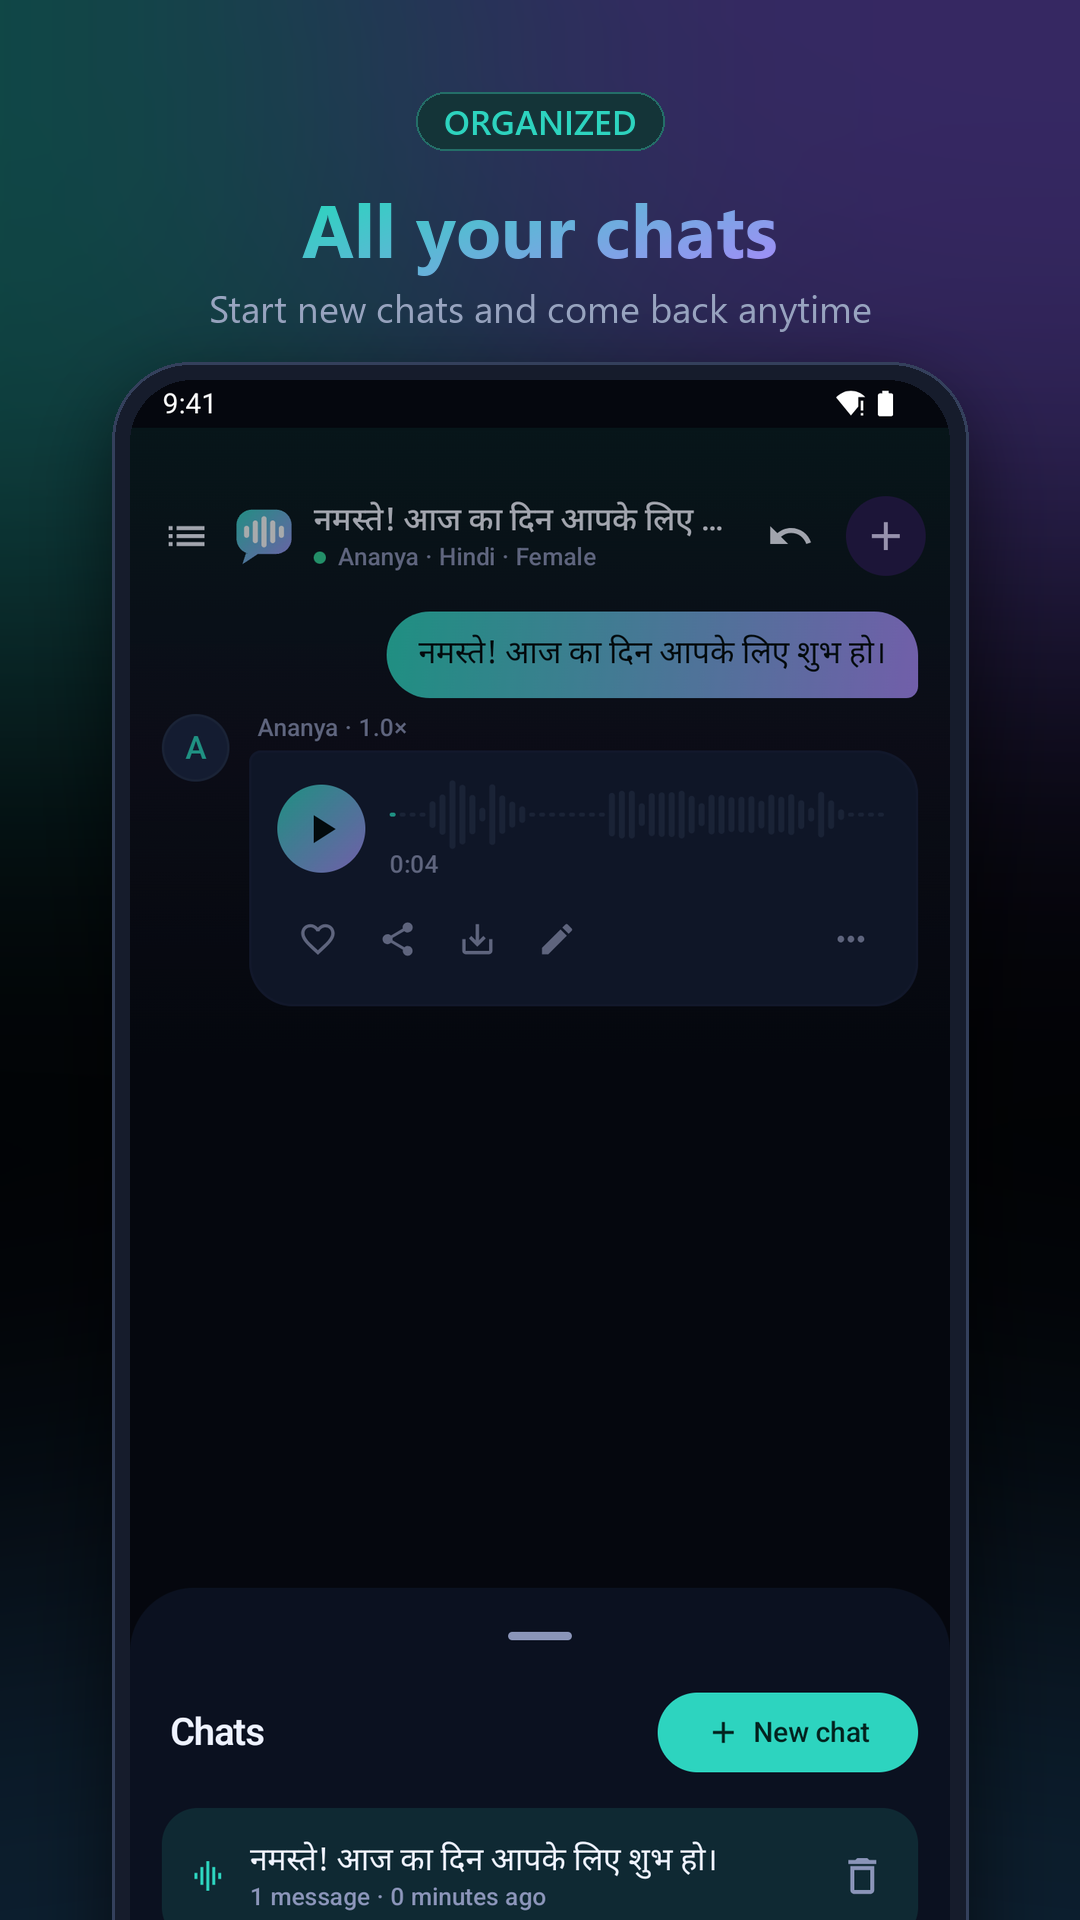 ORGANIZED
All your chats
Start new chats and come back anytime
9:41
नमस्ते! आज का दिन आपके लिए ...
Ananya · Hindi · Female
नमस्ते! आज का दिन आपके लिए शुभ हो।
Ananya · 1.0×
A
0:04
Chats
+ New chat
नमस्ते! आज का दिन आपके लिए शुभ हो।
1 message · 0 minutes ago